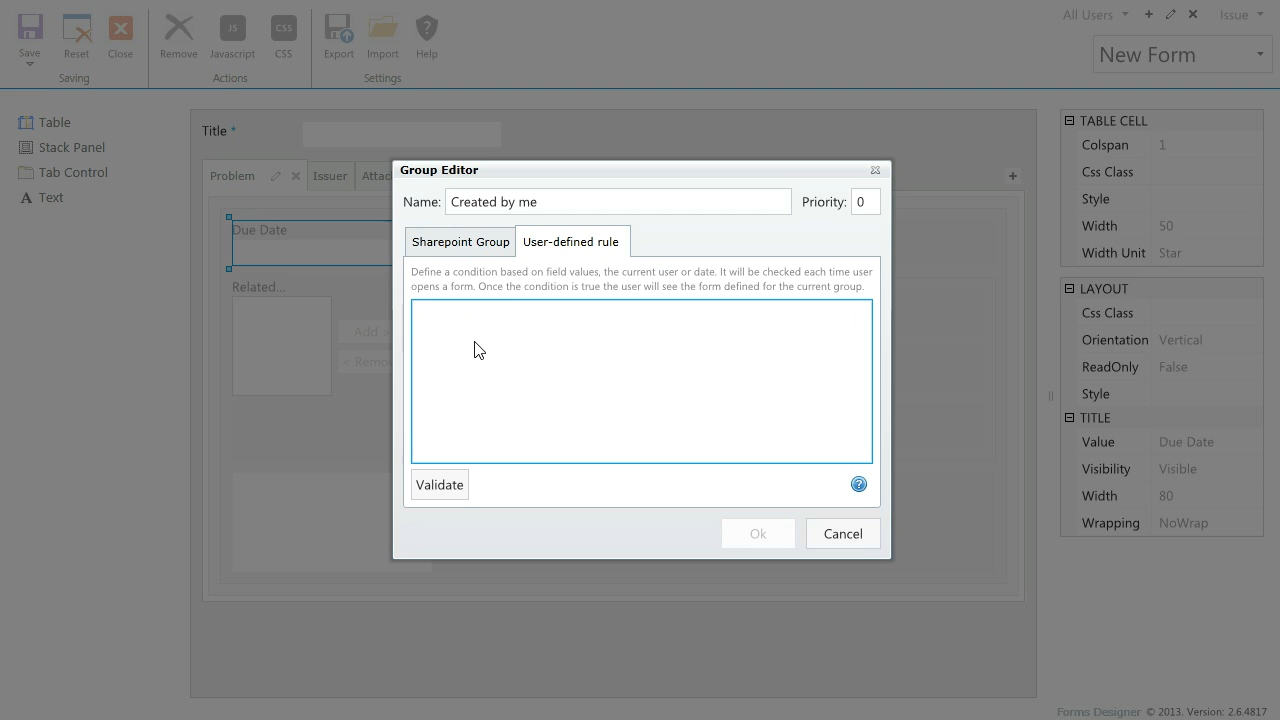 Save
Reset
Close
Saving
Remove
JS
Javascript
CSS
CSS
Actions
Export
Import
Help
Settings
All Users
Issue
New Form
Table
Stack Panel
Tab Control
A Text
Title *
Problem
Issuer
Attac
Due Date
Related...
Add >
< Remov
Group Editor
Name: Created by me
Priority: 0
Sharepoint Group
User-defined rule
Define a condition based on field values, the current user or date. It will be checked each time user
opens a form. Once the condition is true the user will see the form defined for the current group.
Validate
Ok
Cancel
TABLE CELL
Colspan 1
Css Class
Style
Width 50
Width Unit Star
LAYOUT
Css Class
Orientation Vertical
ReadOnly False
Style
TITLE
Value Due Date
Visibility Visible
Width 80
Wrapping NoWrap
Forms Designer © 2013. Version: 2.6.4817